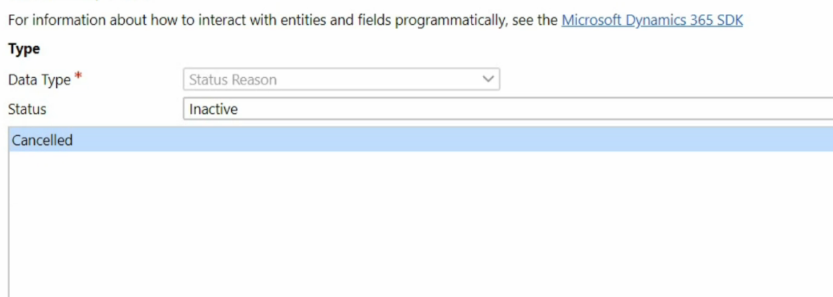 For information about how to interact with entities and fields programmatically, see the Microsoft Dynamics 365 SDK
Type
Data Type *
Status Reason
Status
Inactive
Cancelled